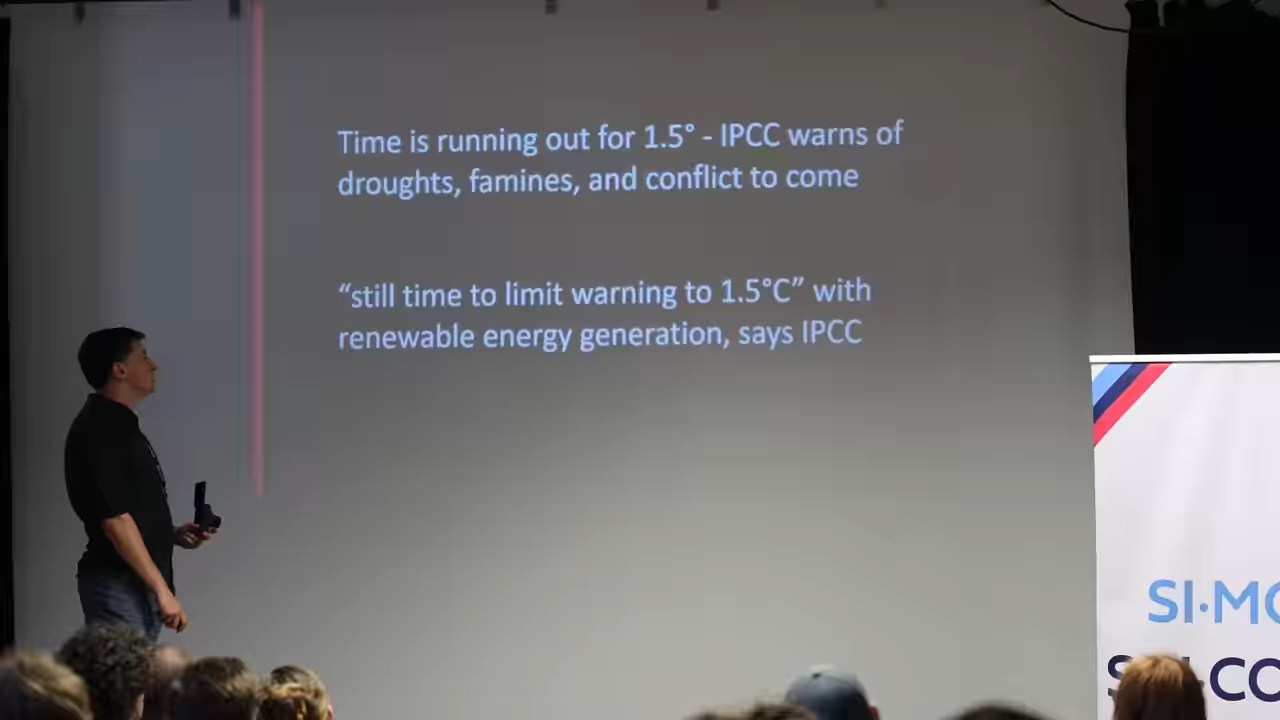 Time is running out for 1.5° - IPCC warns of
droughts, famines, and conflict to come
“still time to limit warning to 1.5°C” with
renewable energy generation, says IPCC
SI·MO